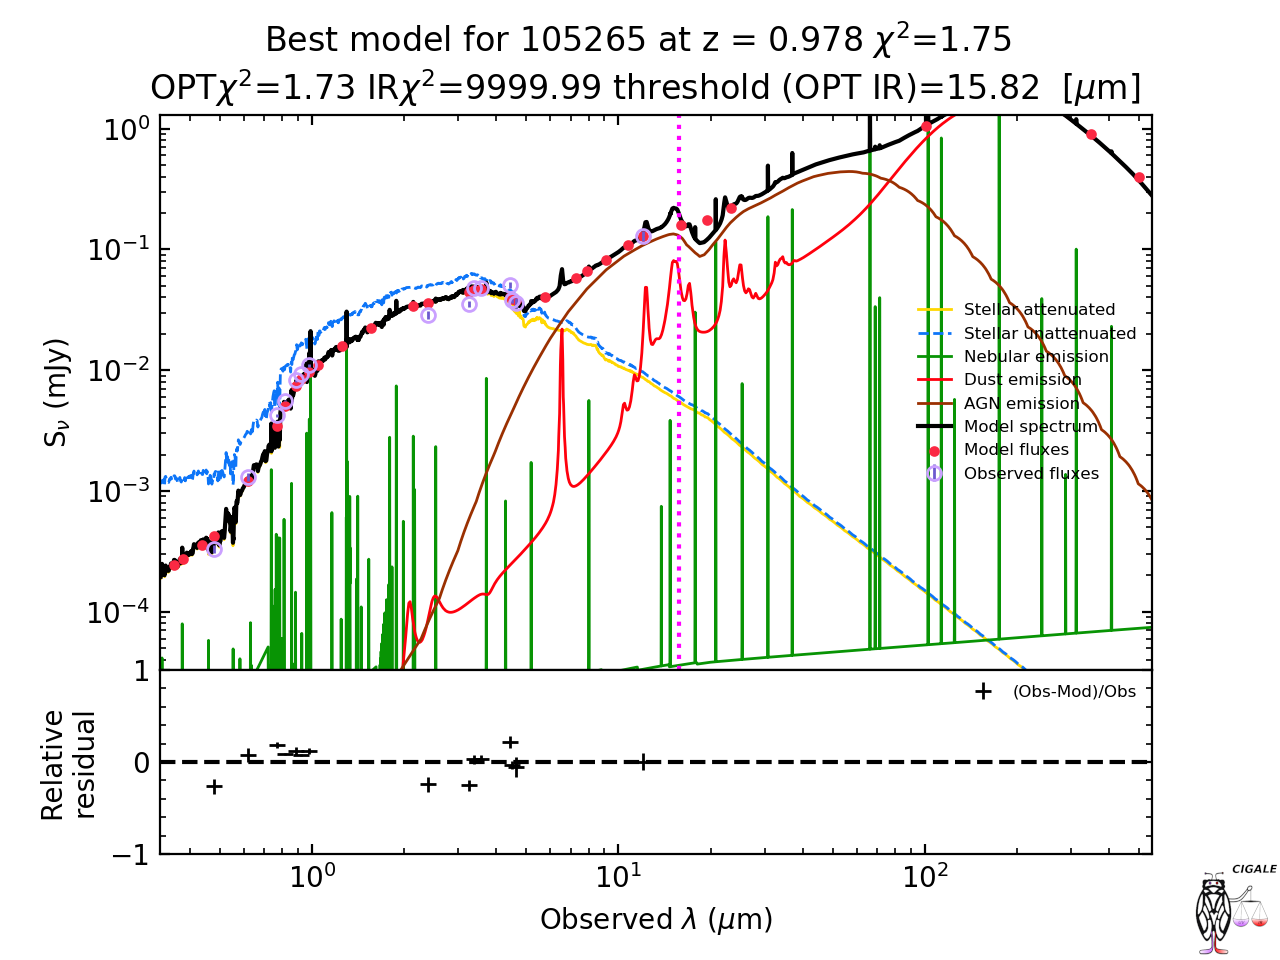 Best model for 105265 at z = 0.978 χ²=1.75
OPTχ²=1.73 IRχ²=9999.99 threshold (OPT IR)=15.82 [μm]
10⁰
10⁻¹
10⁻²
10⁻³
10⁻⁴
S_ν (mJy)
Stellar attenuated
Stellar unattenuated
Nebular emission
Dust emission
AGN emission
Model spectrum
Model fluxes
Observed fluxes
1
0
−1
Relative
residual
(Obs-Mod)/Obs
10⁰ 10¹ 10²
Observed λ (μm)
CIGALE